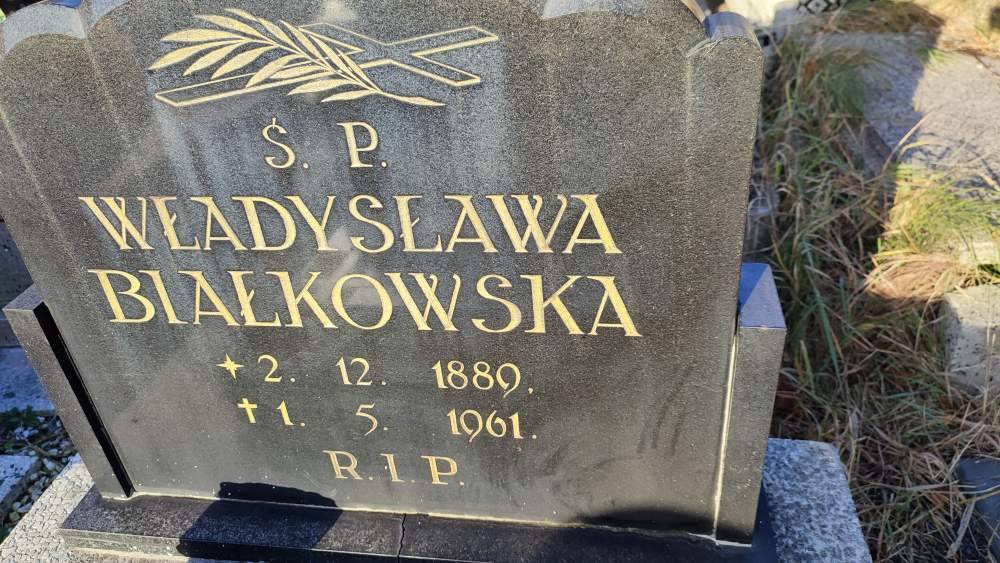 Ś. P.
WŁADYSŁAWA
BIAŁKOWSKA
2. 12. 1889.
† 1. 5. 1961.
R.I.P.